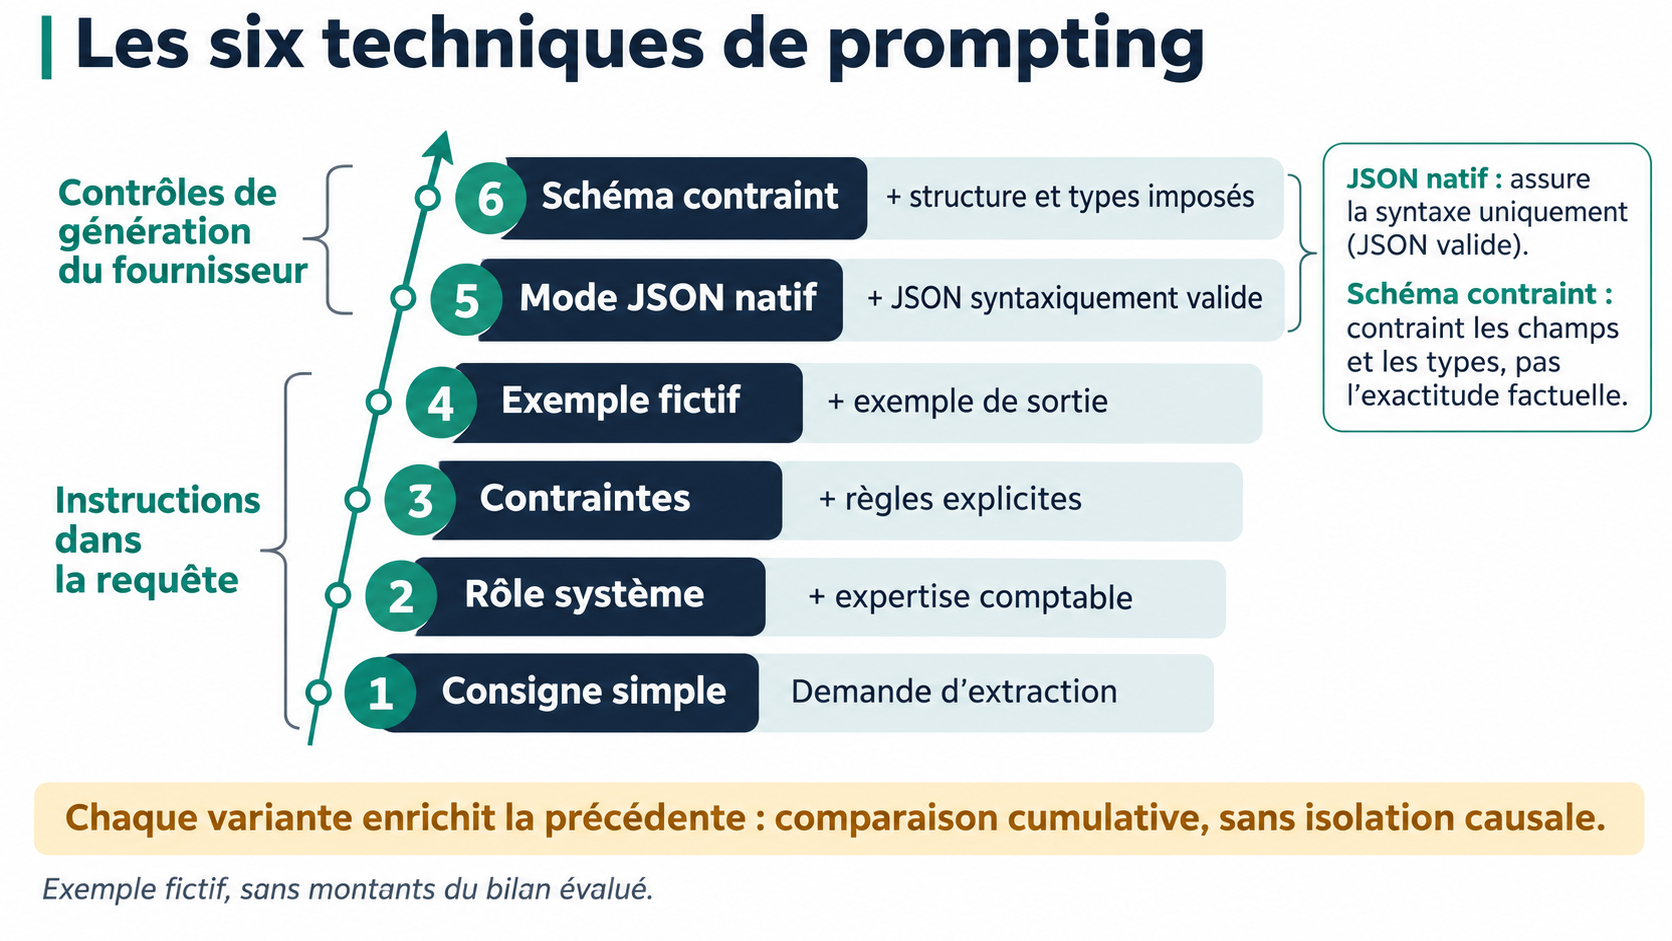 Les six techniques de prompting
Contrôles de
génération
du fournisseur
6 Schéma contraint + structure et types imposés
5 Mode JSON natif + JSON syntaxiquement valide
JSON natif : assure
la syntaxe uniquement
(JSON valide).
Schéma contraint :
contraint les champs
et les types, pas
l’exactitude factuelle.
Instructions
dans
la requête
4 Exemple fictif + exemple de sortie
3 Contraintes + règles explicites
2 Rôle système + expertise comptable
1 Consigne simple Demande d’extraction
Chaque variante enrichit la précédente : comparaison cumulative, sans isolation causale.
Exemple fictif, sans montants du bilan évalué.